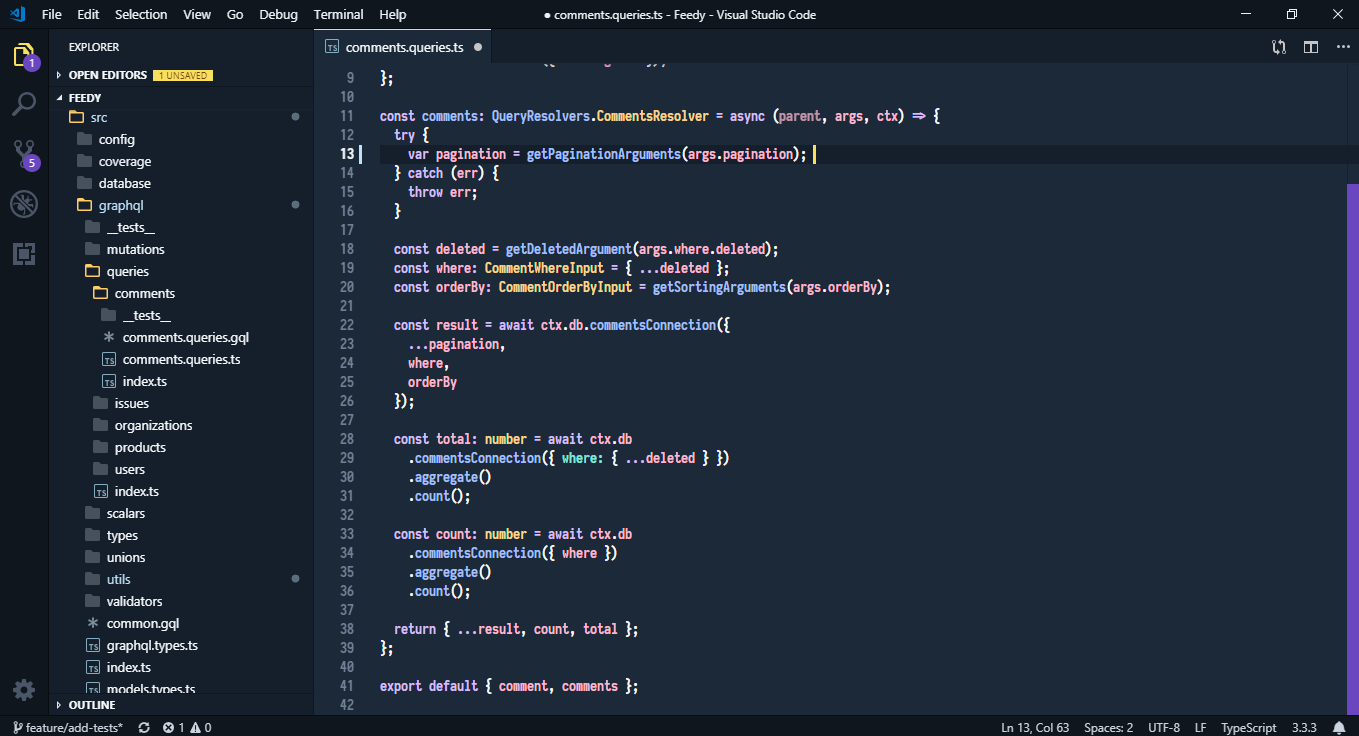 File Edit Selection View Go Debug Terminal Help
● comments.queries.ts - Feedy - Visual Studio Code
1
5
EXPLORER
OPEN EDITORS 1 UNSAVED
FEEDY
src
config
coverage
database
graphql
__tests__
mutations
queries
comments
__tests__
comments.queries.gql
TS comments.queries.ts
TS index.ts
issues
organizations
products
users
TS index.ts
scalars
types
unions
utils
validators
common.gql
TS graphql.types.ts
TS index.ts
TS models.types.ts
OUTLINE
TS comments.queries.ts ●
9 };
10
11 const comments: QueryResolvers.CommentsResolver = async (parent, args, ctx) => {
12 try {
13 var pagination = getPaginationArguments(args.pagination);
14 } catch (err) {
15 throw err;
16 }
17
18 const deleted = getDeletedArgument(args.where.deleted);
19 const where: CommentWhereInput = { ...deleted };
20 const orderBy: CommentOrderByInput = getSortingArguments(args.orderBy);
21
22 const result = await ctx.db.commentsConnection({
23 ...pagination,
24 where,
25 orderBy
26 });
27
28 const total: number = await ctx.db
29 .commentsConnection({ where: { ...deleted } })
30 .aggregate()
31 .count();
32
33 const count: number = await ctx.db
34 .commentsConnection({ where })
35 .aggregate()
36 .count();
37
38 return { ...result, count, total };
39 };
40
41 export default { comment, comments };
42
feature/add-tests* 1 0
Ln 13, Col 63 Spaces: 2 UTF-8 LF TypeScript 3.3.3